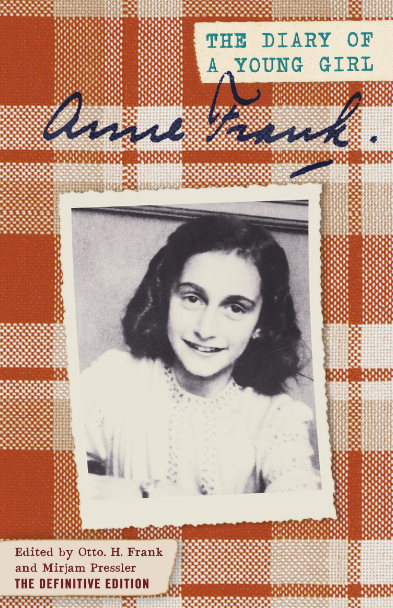 THE DIARY OF
A YOUNG GIRL
Anne Frank.
Edited by Otto. H. Frank
and Mirjam Pressler
THE DEFINITIVE EDITION